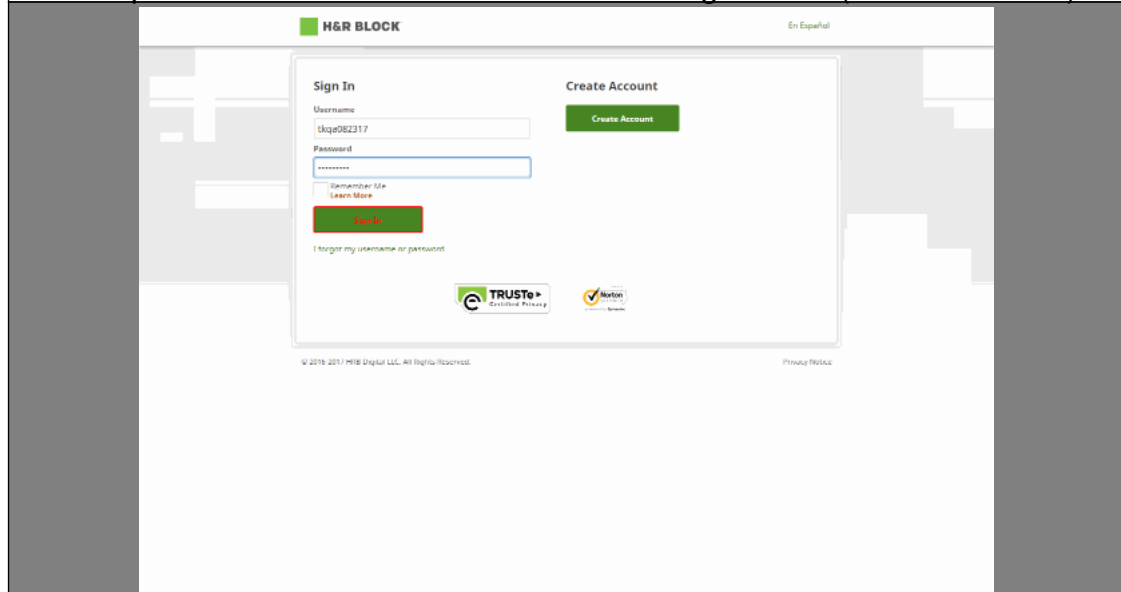 H&R BLOCK
En Español
Sign In
Create Account
Username
Create Account
tkqa082317
Password
Remember Me
Learn More
Sign In
I forgot my username or password
TRUSTe
Certified Privacy
Norton
© 2016-2017 HRB Digital LLC. All Rights Reserved.
Privacy Notice